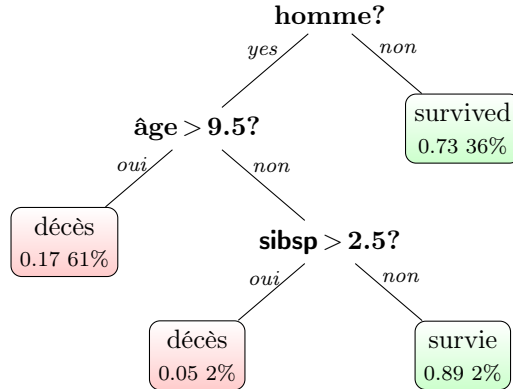 homme?
yes
non
survived
0.73 36%
âge > 9.5?
oui
non
décès
0.17 61%
sibsp > 2.5?
oui
non
décès
0.05 2%
survie
0.89 2%